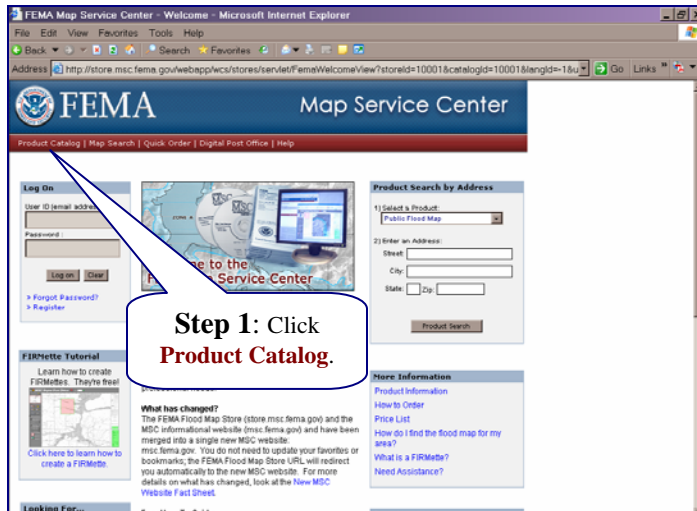 FEMA Map Service Center - Welcome - Microsoft Internet Explorer
File Edit View Favorites Tools Help
Back Search Favorites
Address http://store.msc.fema.gov/webapp/wcs/stores/servlet/FemaWelcomeView?storeId=10001&catalogId=10001&langId=-1&u Go Links »
FEMA Map Service Center
Product Catalog | Map Search | Quick Order | Digital Post Office | Help
Log On
User ID (email address)
Password :
Log on Clear
» Forgot Password?
» Register
FIRMette Tutorial
Learn how to create
FIRMettes. They're free!
Click here to learn how to
create a FIRMette.
Looking For...
MSC
to the
Service Center
Step 1: Click
Product Catalog.
What has changed?
The FEMA Flood Map Store (store.msc.fema.gov) and the
MSC informational website (msc.fema.gov) have been
merged into a single new MSC website:
msc.fema.gov. You do not need to update your favorites or
bookmarks; the FEMA Flood Map Store URL will redirect
you automatically to the new MSC website. For more
details on what has changed, look at the New MSC
Website Fact Sheet.
Product Search by Address
1) Select a Product:
Public Flood Map
2) Enter an Address:
Street:
City:
State: Zip:
Product Search
More Information
Product Information
How to Order
Price List
How do I find the flood map for my
area?
What is a FIRMette?
Need Assistance?